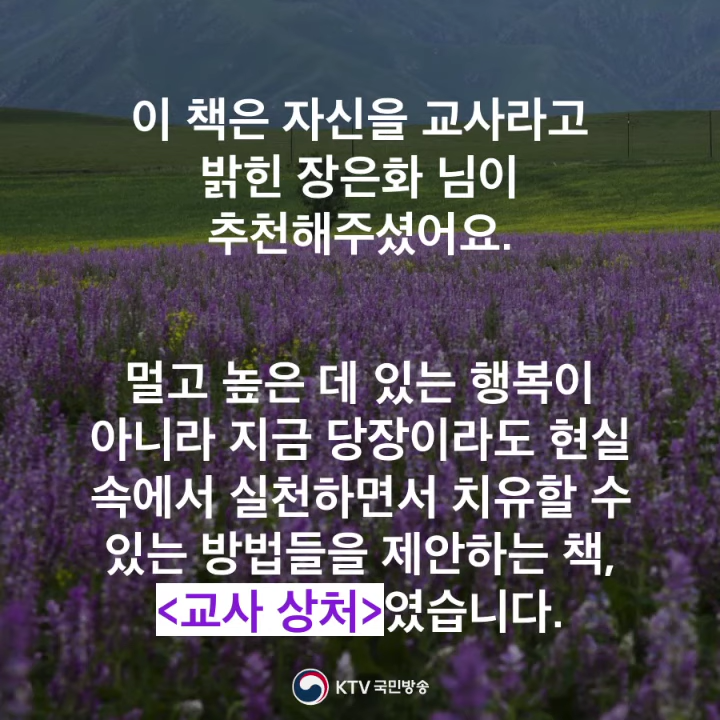 이 책은 자신을 교사라고
밝힌 장은화 님이
추천해주셨어요.
멀고 높은 데 있는 행복이
아니라 지금 당장이라도 현실
속에서 실천하면서 치유할 수
있는 방법들을 제안하는 책,
<교사 상처>였습니다.
KTV 국민방송